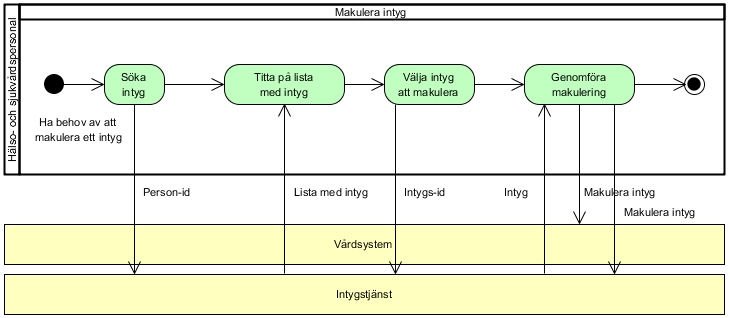 Makulera intyg
Hälso- och sjukvårdspersonal
Söka
intyg
Titta på lista
med intyg
Välja intyg
att makulera
Genomföra
makulering
Ha behov av att
makulera ett intyg
Person-id
Lista med intyg
Intygs-id
Intyg
Makulera intyg
Makulera intyg
Vårdsystem
Intygstjänst